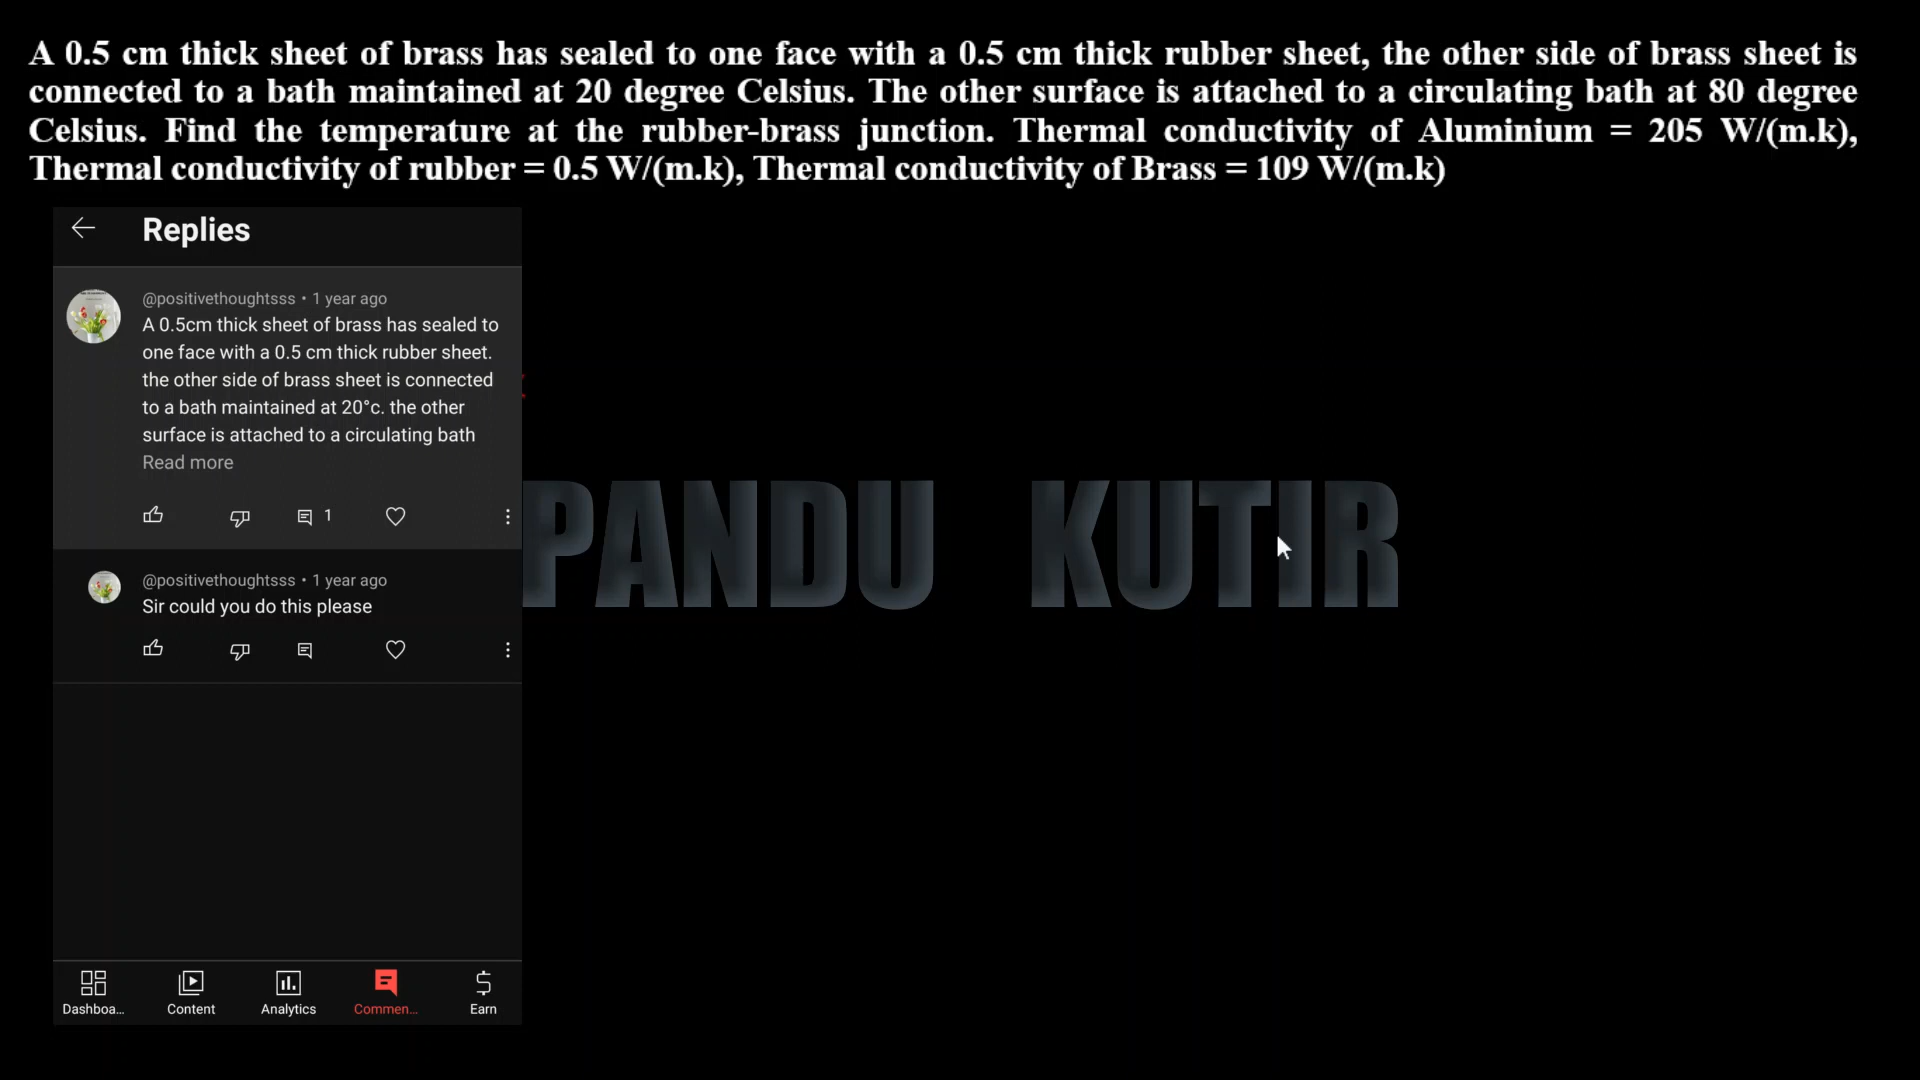 A 0.5 cm thick sheet of brass has sealed to one face with a 0.5 cm thick rubber sheet, the other side of brass sheet is
connected to a bath maintained at 20 degree Celsius. The other surface is attached to a circulating bath at 80 degree
Celsius. Find the temperature at the rubber-brass junction. Thermal conductivity of Aluminium = 205 W/(m.k),
Thermal conductivity of rubber = 0.5 W/(m.k), Thermal conductivity of Brass = 109 W/(m.k)
Replies
@positivethoughtsss • 1 year ago
A 0.5cm thick sheet of brass has sealed to
one face with a 0.5 cm thick rubber sheet.
the other side of brass sheet is connected
to a bath maintained at 20°c. the other
surface is attached to a circulating bath
Read more
1
PANDU KUTIR
@positivethoughtsss • 1 year ago
Sir could you do this please
Dashboa... Content Analytics Commen... Earn